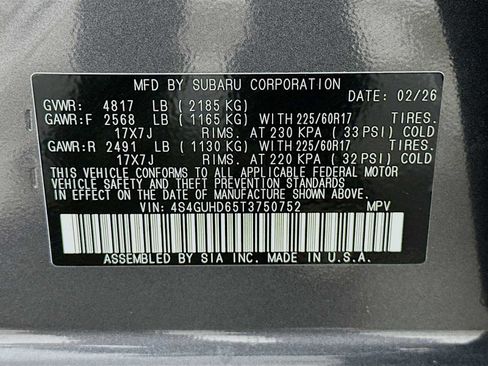 MFD BY SUBARU CORPORATION
GVWR: 4817 LB ( 2185 KG) DATE: 02/26
GAWR:F 2568 LB ( 1165 KG) WITH 225/60R17 TIRES.
17X7J RIMS. AT 230 KPA ( 33 PSI) COLD
GAWR:R 2491 LB ( 1130 KG) WITH 225/60R17 TIRES.
17X7J RIMS. AT 220 KPA ( 32 PSI) COLD
THIS VEHICLE CONFORMS TO ALL APPLICABLE FEDERAL MOTOR
VEHICLE SAFETY AND THEFT PREVENTION STANDARDS
IN EFFECT ON THE DATE OF MANUFACTURE SHOWN ABOVE.
VIN: 4S4GUHD65T3750752 MPV
ASSEMBLED BY SIA INC. MADE IN U.S.A.